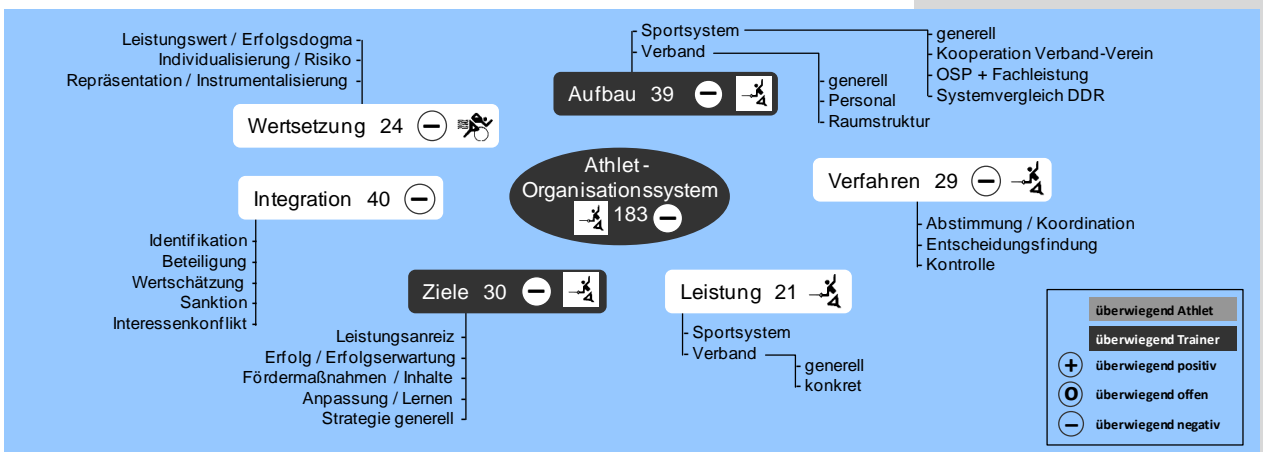 Leistungswert / Erfolgsdogma
Individualisierung / Risiko
Repräsentation / Instrumentalisierung
Wertsetzung 24
Sportsystem
Verband
generell
Kooperation Verband-Verein
OSP + Fachleistung
Systemvergleich DDR
generell
Personal
Raumstruktur
Aufbau 39
Athlet -
Organisationssystem
183
Integration 40
Identifikation
Beteiligung
Wertschätzung
Sanktion
Interessenkonflikt
Verfahren 29
Abstimmung / Koordination
Entscheidungsfindung
Kontrolle
Ziele 30
Leistungsanreiz
Erfolg / Erfolgserwartung
Fördermaßnahmen / Inhalte
Anpassung / Lernen
Strategie generell
Leistung 21
Sportsystem
Verband
generell
konkret
überwiegend Athlet
überwiegend Trainer
+ überwiegend positiv
O überwiegend offen
− überwiegend negativ